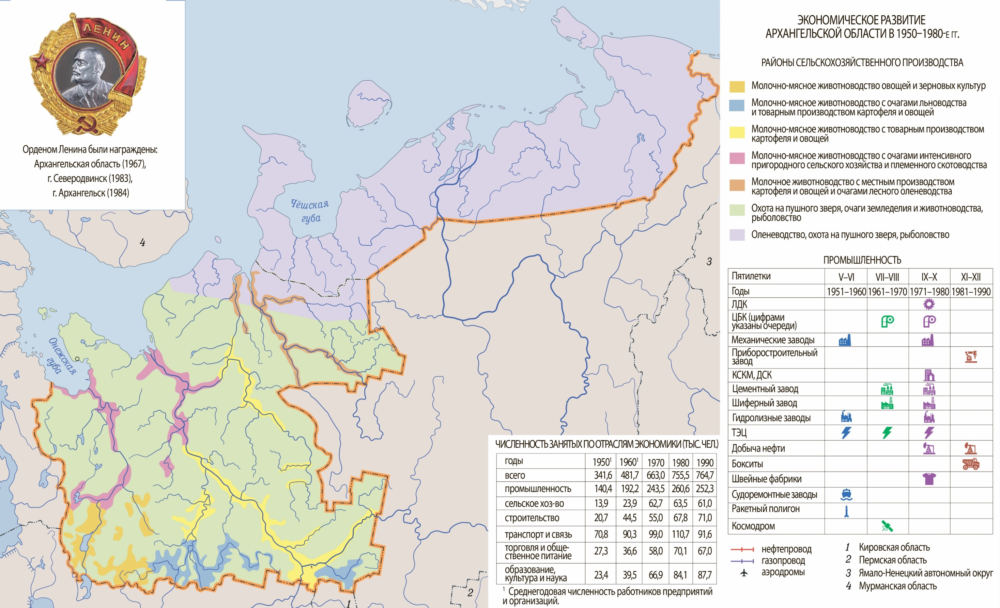 ЛЕНИН
Орденом Ленина были награждены:
Архангельская область (1967),
г. Северодвинск (1983),
г. Архангельск (1984)
Чёшская
губа
Онежская
губа
4
3
2
1
ЭКОНОМИЧЕСКОЕ РАЗВИТИЕ
АРХАНГЕЛЬСКОЙ ОБЛАСТИ В 1950–1980-Е ГГ.
РАЙОНЫ СЕЛЬСКОХОЗЯЙСТВЕННОГО ПРОИЗВОДСТВА
Молочно-мясное животноводство овощей и зерновых культур
Молочно-мясное животноводство с очагами льноводства
и товарным производством картофеля и овощей
Молочно-мясное животноводство с товарным производством
картофеля и овощей
Молочно-мясное животноводство с очагами интенсивного
пригородного сельского хозяйства и племенного скотоводства
Молочное животноводство с местным производством
картофеля и овощей и очагами лесного оленеводства
Охота на пушного зверя, очаги земледелия и животноводства,
рыболовство
Оленеводство, охота на пушного зверя, рыболовство
ПРОМЫШЛЕННОСТЬ
Пятилетки V–VI VII–VIII IX–X XI–XII
Годы 1951–1960 1961–1970 1971–1980 1981–1990
ЛДК
ЦБК (цифрами
указаны очереди)
Механические заводы
Приборостроительный
завод
КСКМ, ДСК
Цементный завод
Шиферный завод
Гидролизные заводы
ТЭЦ
Добыча нефти
Бокситы
Швейные фабрики
Судоремонтные заводы
Ракетный полигон
Космодром
нефтепровод
газопровод
аэродромы
1 Кировская область
2 Пермская область
3 Ямало-Ненецкий автономный округ
4 Мурманская область
ЧИСЛЕННОСТЬ ЗАНЯТЫХ ПО ОТРАСЛЯМ ЭКОНОМИКИ (ТЫС. ЧЕЛ.)
годы 1950¹ 1960¹ 1970 1980 1990
всего 341,6 481,7 663,0 755,5 764,7
промышленность 140,4 192,2 243,5 260,6 252,3
сельское хоз-во 13,9 23,9 62,7 63,5 61,0
строительство 20,7 44,5 55,0 67,8 71,0
транспорт и связь 70,8 90,3 99,0 110,7 91,6
торговля и обще-
ственное питание 27,3 36,6 58,0 70,1 67,0
образование,
культура и наука 23,4 39,5 66,9 84,1 87,7
¹ Среднегодовая численность работников предприятий
и организаций.